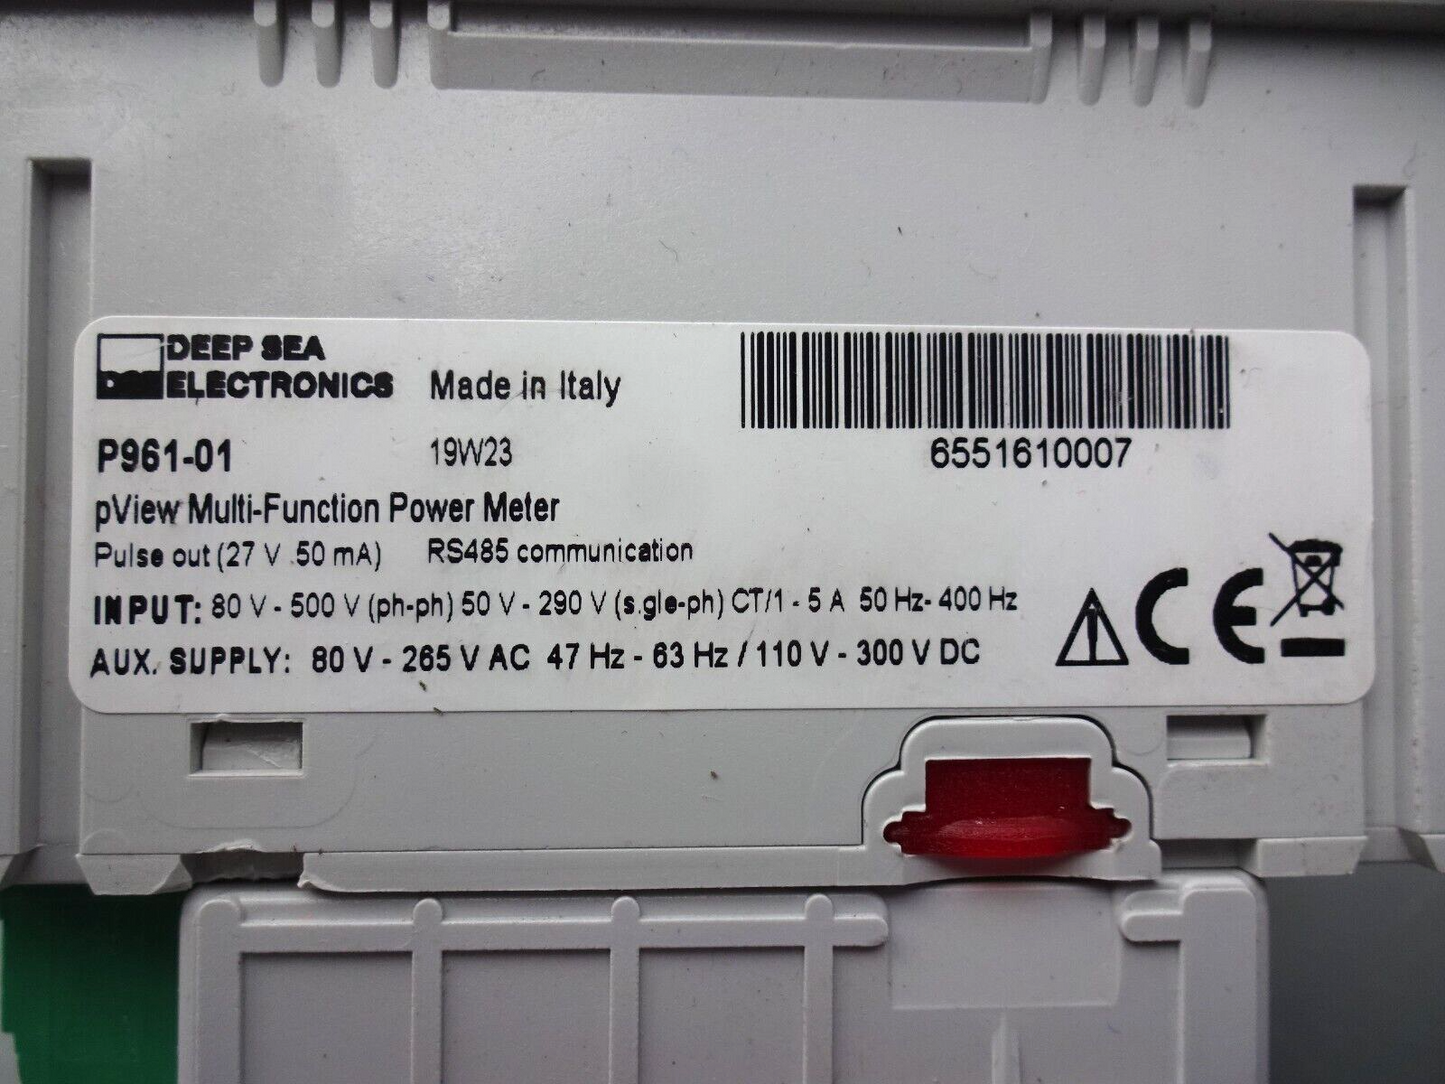 DEEP SEA
DSE ELECTRONICS Made in Italy
P961-01 19W23
6551610007
pView Multi-Function Power Meter
Pulse out (27 V 50 mA) RS485 communication
INPUT: 80 V - 500 V (ph-ph) 50 V - 290 V (s.gle-ph) CT/1 - 5 A 50 Hz- 400 Hz
AUX. SUPPLY: 80 V - 265 V AC 47 Hz - 63 Hz / 110 V - 300 V DC
CE